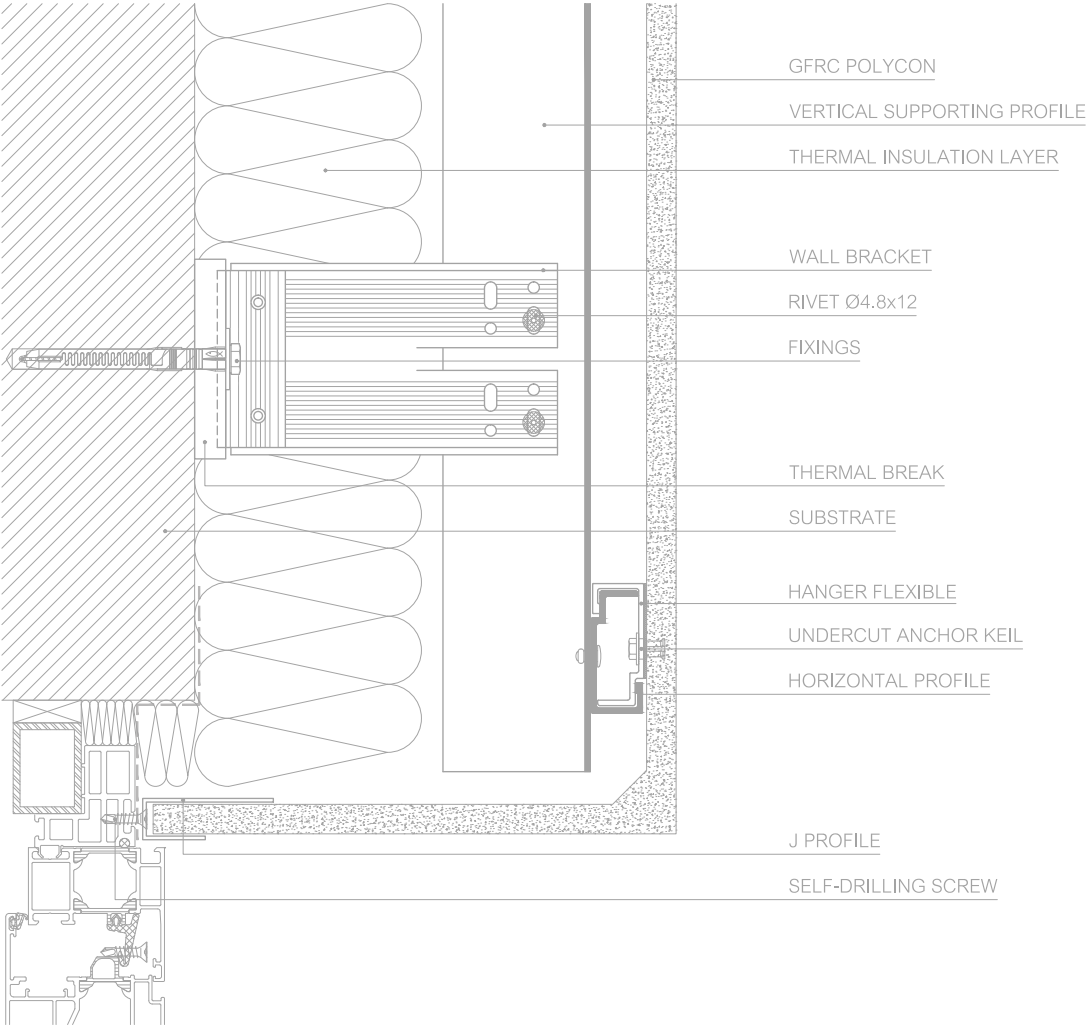 GFRC POLYCON
VERTICAL SUPPORTING PROFILE
THERMAL INSULATION LAYER
WALL BRACKET
RIVET Ø4.8x12
FIXINGS
THERMAL BREAK
SUBSTRATE
HANGER FLEXIBLE
UNDERCUT ANCHOR KEIL
HORIZONTAL PROFILE
J PROFILE
SELF-DRILLING SCREW